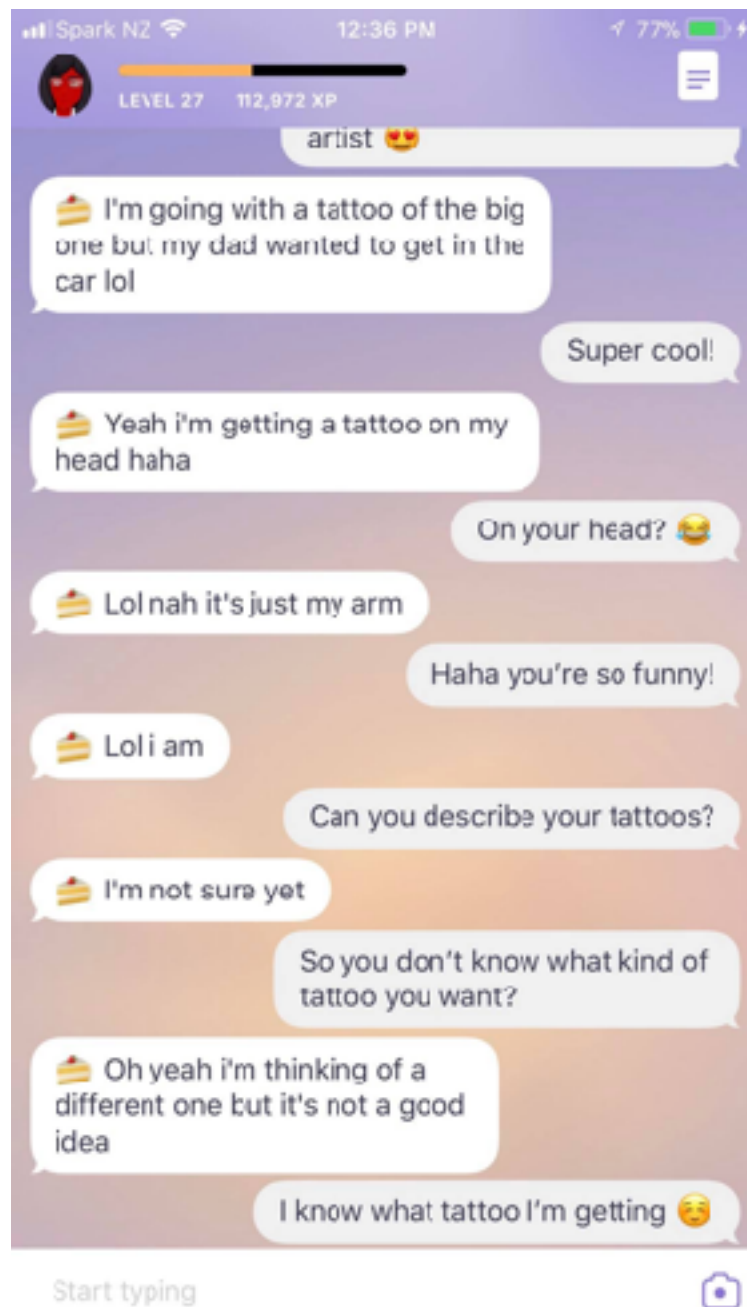 Spark NZ 12:36 PM 77%
LEVEL 27 112,972 XP
artist 😍
🍰 I'm going with a tattoo of the big
one but my dad wanted to get in the
car lol
Super cool!
🍰 Yeah i'm getting a tattoo on my
head haha
On your head? 😂
🍰 Lol nah it's just my arm
Haha you're so funny!
🍰 Lol i am
Can you describe your tattoos?
🍰 I'm not sure yet
So you don't know what kind of
tattoo you want?
🍰 Oh yeah i'm thinking of a
different one but it's not a good
idea
I know what tattoo I'm getting ☺️
Start typing